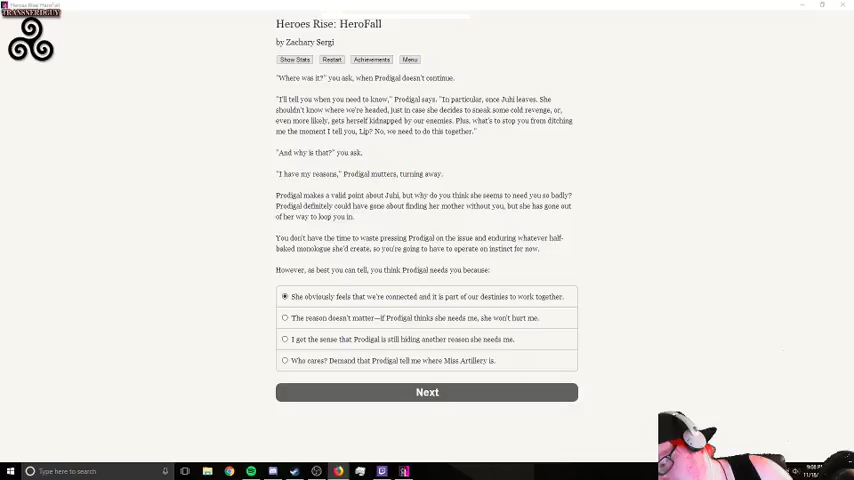 Heroes Rise: HeroFall
TRANSNERDGUY
Heroes Rise: HeroFall
by Zachary Sergi
Show Stats
Restart
Achievements
Menu
"Where was it?" you ask, when Prodigal doesn't continue.
"I'll tell you when you need to know," Prodigal says. "In particular, once Juhi leaves. She
shouldn't know where we're headed, just in case she decides to sneak some cold revenge, or,
even more likely, gets herself kidnapped by our enemies. Plus, what's to stop you from ditching
me the moment I tell you, Lip? No, we need to do this together."
"And why is that?" you ask.
"I have my reasons," Prodigal mutters, turning away.
Prodigal makes a valid point about Juhi, but why do you think she seems to need you so badly?
Prodigal definitely could have gone about finding her mother without you, but she has gone out
of her way to loop you in.
You don't have the time to waste pressing Prodigal on the issue and enduring whatever half-
baked monologue she'd create, so you're going to have to operate on instinct for now.
However, as best you can tell, you think Prodigal needs you because:
She obviously feels that we're connected and it is part of our destinies to work together.
The reason doesn't matter—if Prodigal thinks she needs me, she won't hurt me.
I get the sense that Prodigal is still hiding another reason she needs me.
Who cares? Demand that Prodigal tell me where Miss Artillery is.
Next
Type here to search